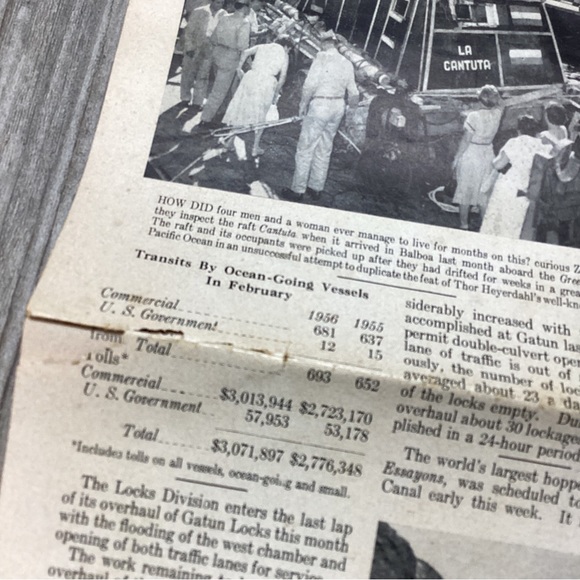 LA
CANTUTA
HOW DID four men and a woman ever manage to live for months on this? curious Z
they inspect the raft Cantuta when it arrived in Balboa last month aboard the Gree
The raft and its occupants were picked up after they had drifted for weeks in a grea
Pacific Ocean in an unsuccessful attempt to duplicate the feat of Thor Heyerdahl's well-kn
Transits By Ocean-Going Vessels
In February
1956 1955
Commercial 681 637
U. S. Government 12 15
Total 693 652
Tolls*
Commercial $3,013,944 $2,723,170
U. S. Government 57,953 53,178
Total $3,071,897 $2,776,348
*Includes tolls on all vessels, ocean-going and small.
The Locks Division enters the last lap
of its overhaul of Gatun Locks this month
with the flooding of the west chamber and
opening of both traffic lanes for service
The work remaining
overhaul of the
siderably increased with
accomplished at Gatun las
permit double-culvert oper
lane of traffic is out of
ously, the number of loc
averaged about 23 a da
of the locks empty. Du
overhaul about 30 lockages
plished in a 24-hour period
The world's largest hoppe
Essayons, was scheduled to
Canal early this week. It